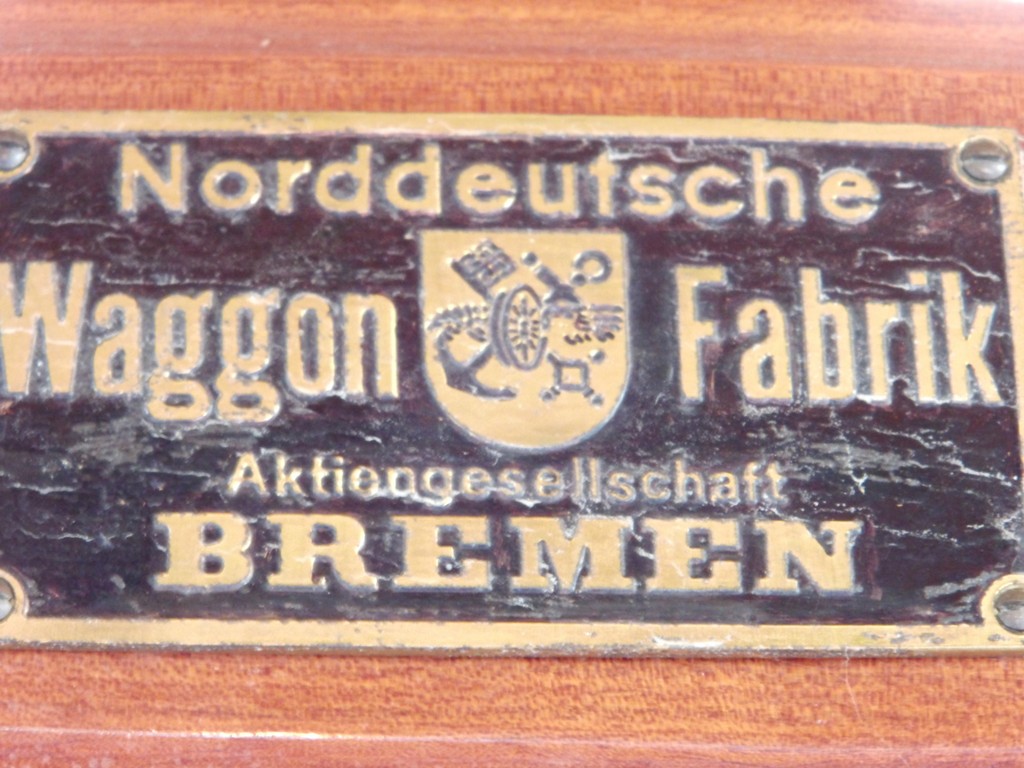 Norddeutsche
Waggon Fabrik
Aktiengesellschaft
BREMEN